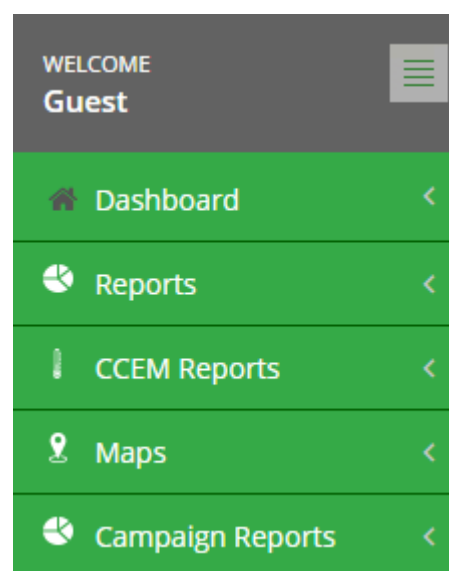 WELCOME
Guest
Dashboard
Reports
CCEM Reports
Maps
Campaign Reports